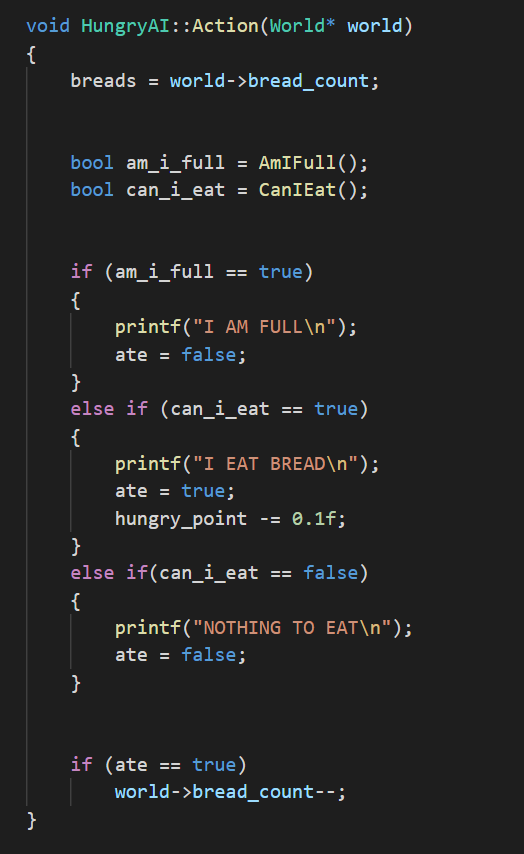 void HungryAI::Action(World* world)
{
    breads = world->bread_count;

    bool am_i_full = AmIFull();
    bool can_i_eat = CanIEat();

    if (am_i_full == true)
    {
        printf("I AM FULL\n");
        ate = false;
    }
    else if (can_i_eat == true)
    {
        printf("I EAT BREAD\n");
        ate = true;
        hungry_point -= 0.1f;
    }
    else if(can_i_eat == false)
    {
        printf("NOTHING TO EAT\n");
        ate = false;
    }

    if (ate == true)
        world->bread_count--;
}